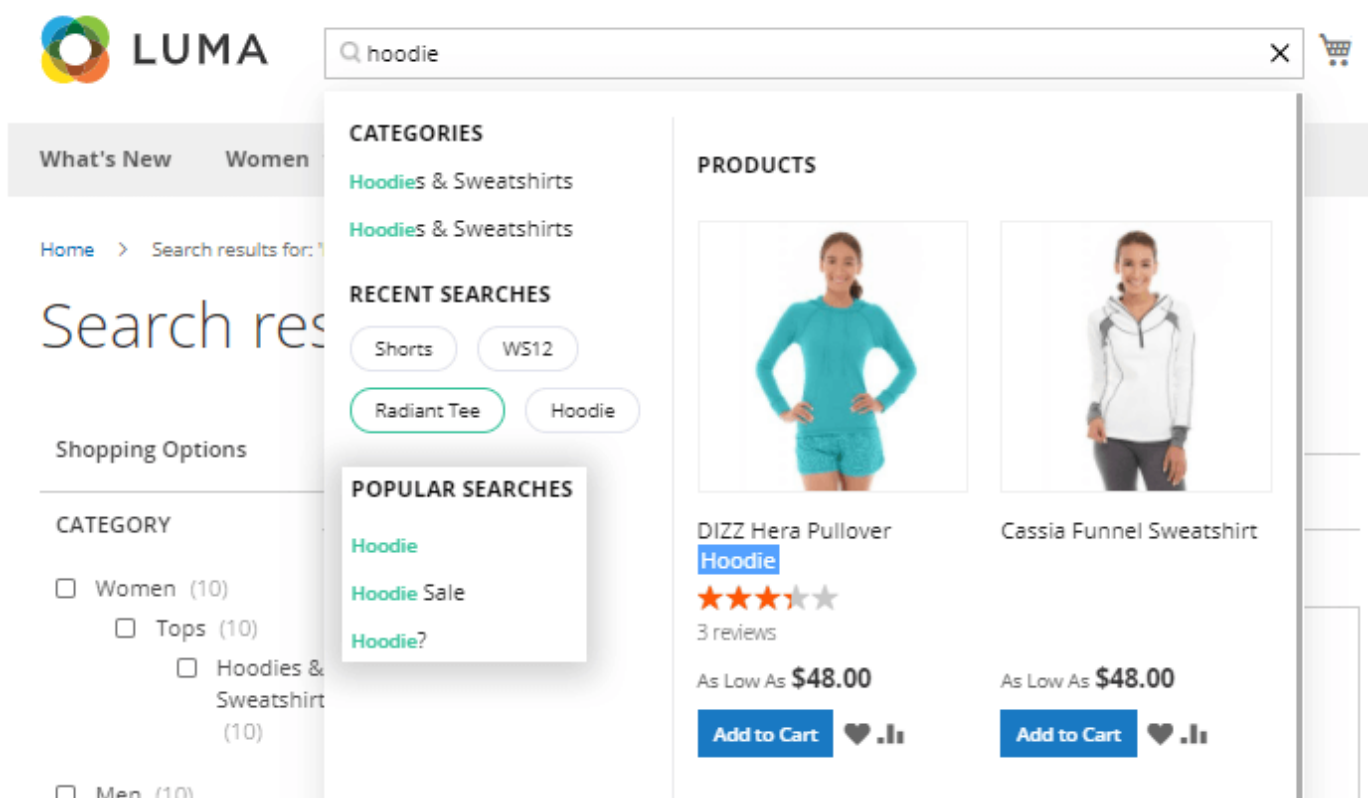 LUMA
hoodie
What's New
Women
Home > Search results for: '
Search res
Shopping Options
CATEGORY
Women (10)
Tops (10)
Hoodies &
Sweatshirt
(10)
Men (10)
CATEGORIES
Hoodies & Sweatshirts
Hoodies & Sweatshirts
RECENT SEARCHES
Shorts
WS12
Radiant Tee
Hoodie
POPULAR SEARCHES
Hoodie
Hoodie Sale
Hoodie?
PRODUCTS
DIZZ Hera Pullover
Hoodie
3 reviews
As Low As $48.00
Add to Cart
Cassia Funnel Sweatshirt
As Low As $48.00
Add to Cart